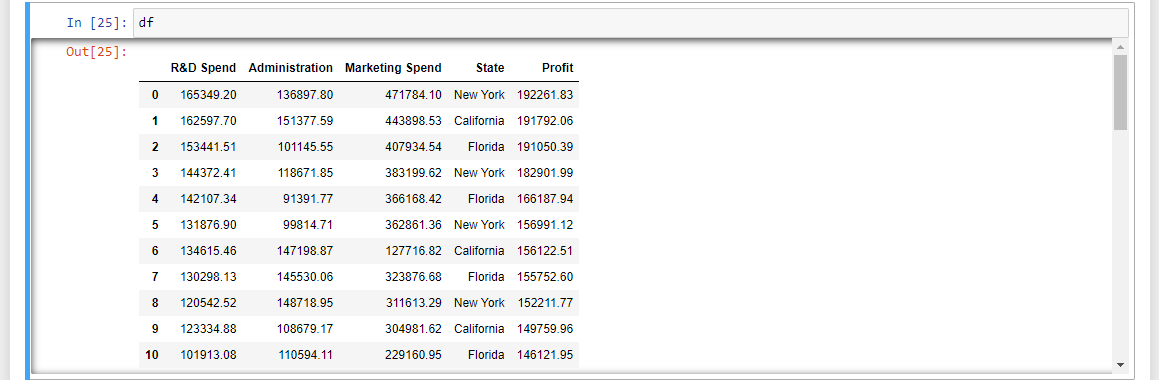 In [25]: df
Out[25]:
R&D Spend Administration Marketing Spend State Profit
0 165349.20 136897.80 471784.10 New York 192261.83
1 162597.70 151377.59 443898.53 California 191792.06
2 153441.51 101145.55 407934.54 Florida 191050.39
3 144372.41 118671.85 383199.62 New York 182901.99
4 142107.34 91391.77 366168.42 Florida 166187.94
5 131876.90 99814.71 362861.36 New York 156991.12
6 134615.46 147198.87 127716.82 California 156122.51
7 130298.13 145530.06 323876.68 Florida 155752.60
8 120542.52 148718.95 311613.29 New York 152211.77
9 123334.88 108679.17 304981.62 California 149759.96
10 101913.08 110594.11 229160.95 Florida 146121.95